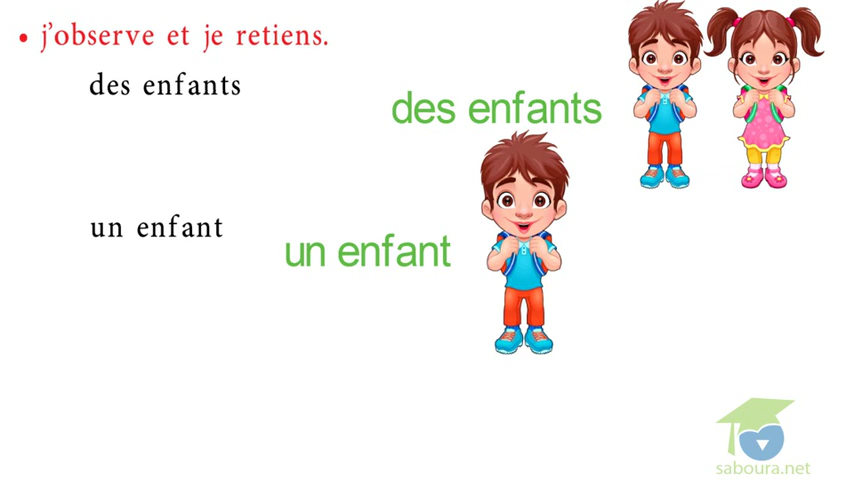 • j'observe et je retiens.
des enfants
des enfants
un enfant
un enfant
saboura.net